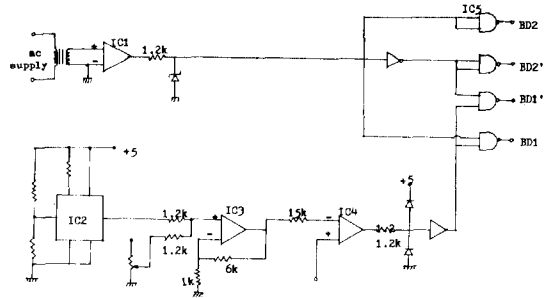 ac
supply
+
-
IC1
1.2k
IC5
BD2
BD2'
BD1'
BD1
+5
IC2
1.2k
1.2k
+
-
IC3
6k
1k
15k
-
+
IC4
+5
1.2k